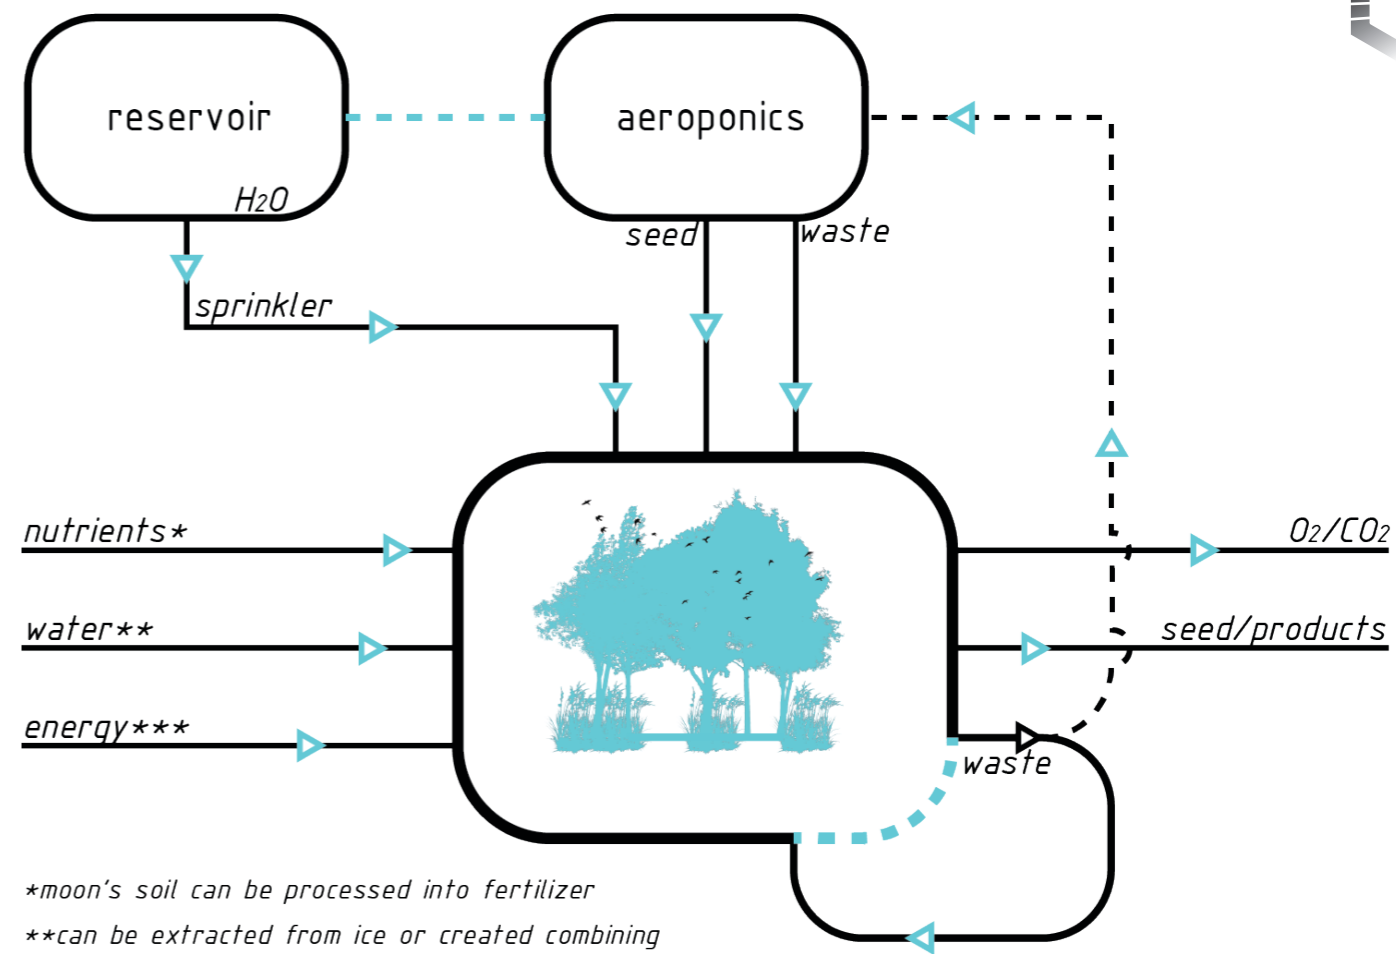 reservoir
aeroponics
H2O
seed
waste
sprinkler
nutrients*
O2/CO2
water**
seed/products
energy***
waste
*moon's soil can be processed into fertilizer
**can be extracted from ice or created combining